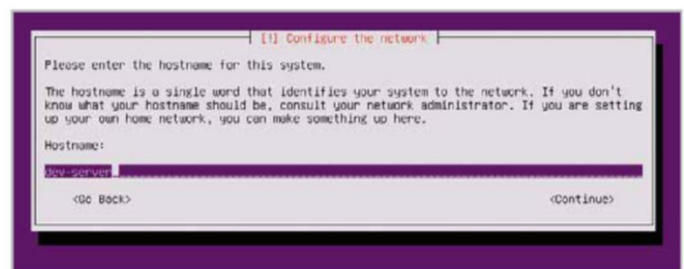 [!] Configure the network
Please enter the hostname for this system.
The hostname is a single word that identifies your system to the network. If you don't
know what your hostname should be, consult your network administrator. If you are setting
up your own home network, you can make something up here.
Hostname:
dev-server
<Go Back> <Continue>